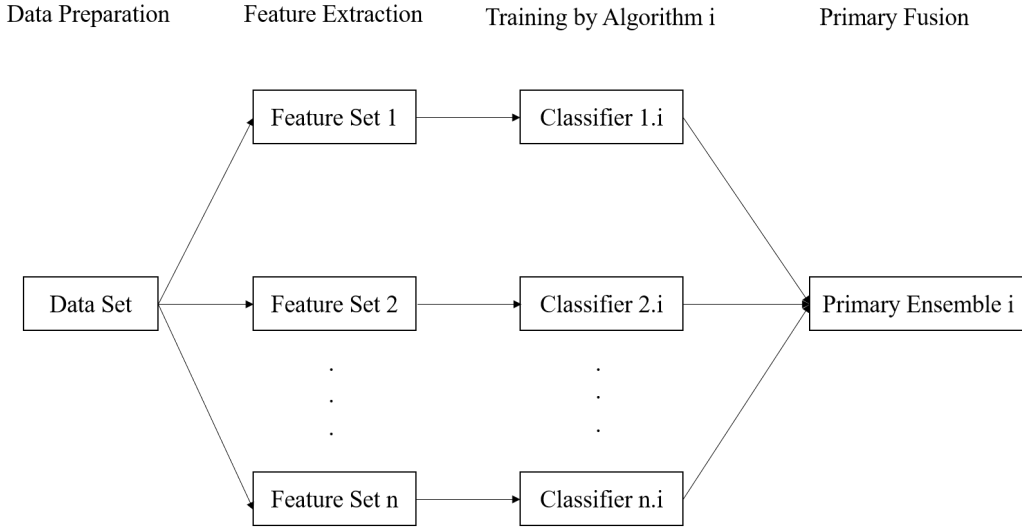 Data Preparation
Feature Extraction
Training by Algorithm i
Primary Fusion
Feature Set 1
Classifier 1.i
Data Set
Feature Set 2
Classifier 2.i
Primary Ensemble i
. .
. .
. .
Feature Set n
Classifier n.i